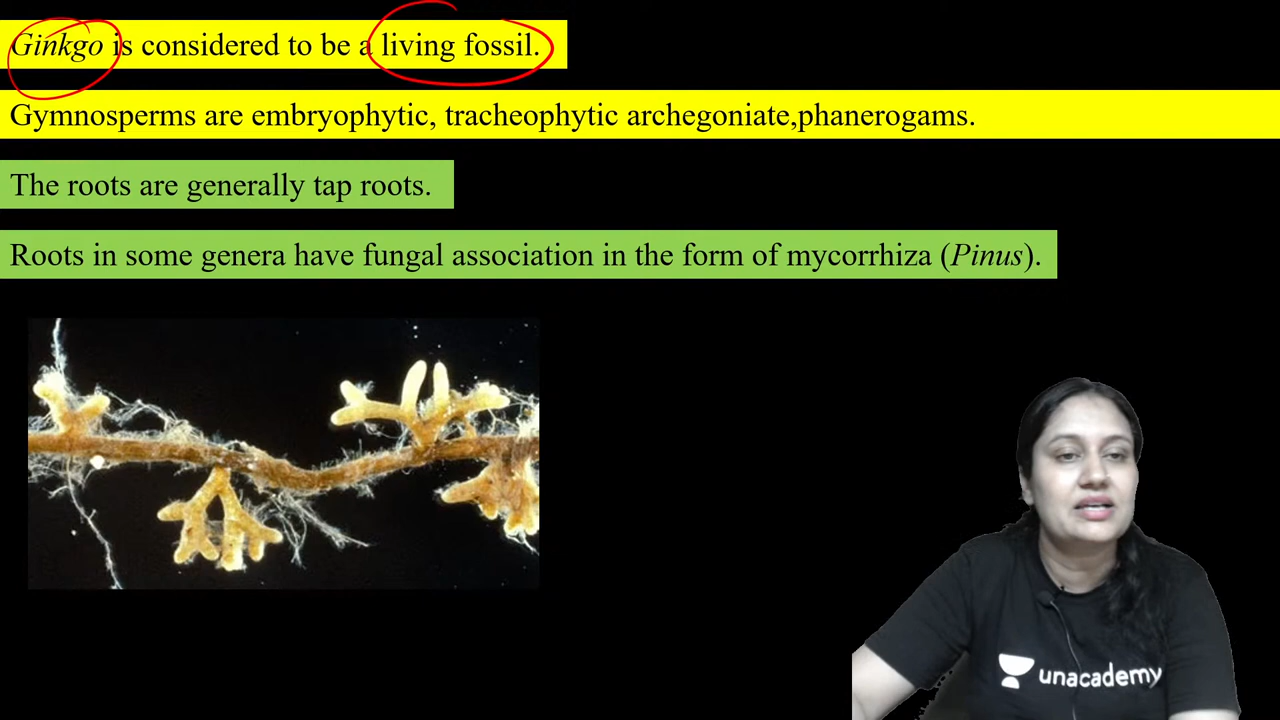 Ginkgo is considered to be a living fossil.
Gymnosperms are embryophytic, tracheophytic archegoniate,phanerogams.
The roots are generally tap roots.
Roots in some genera have fungal association in the form of mycorrhiza (Pinus).
unacademy